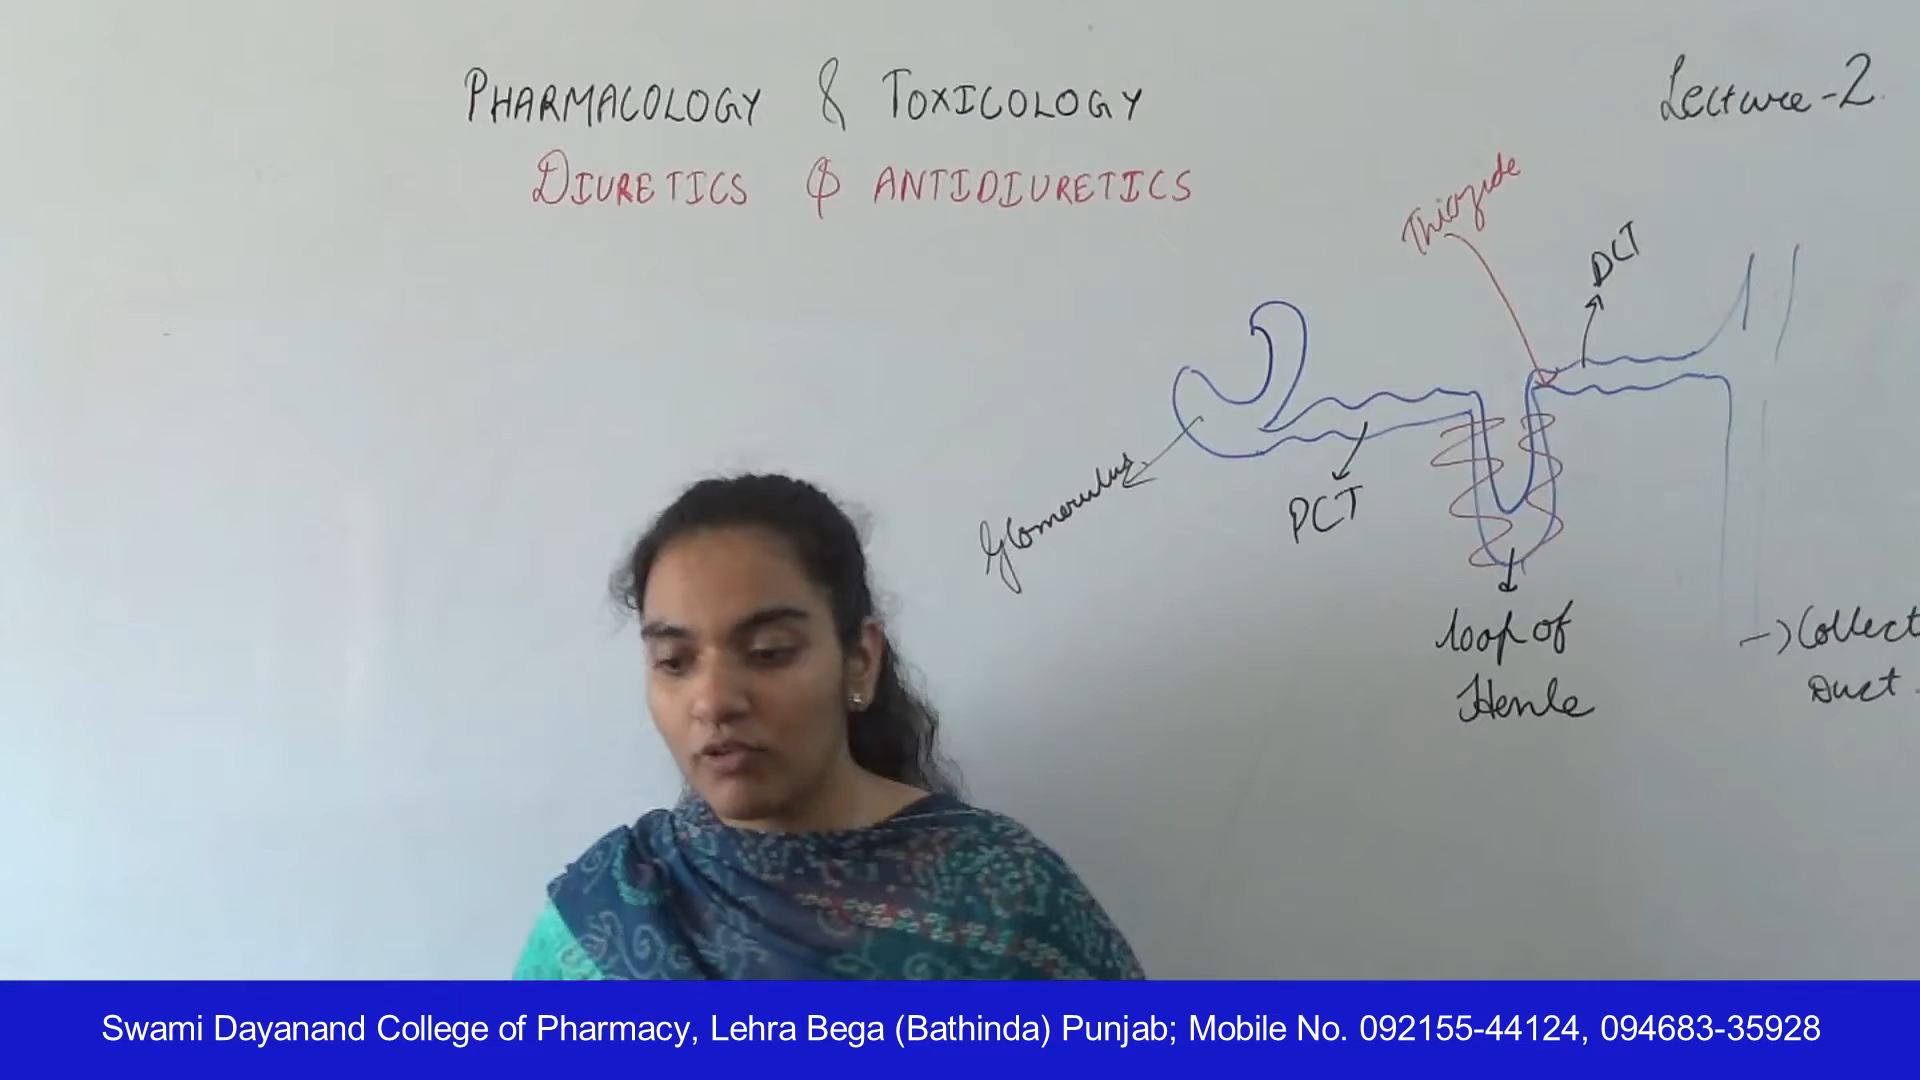 PHARMACOLOGY & TOXICOLOGY
Lecture-2
DIURETICS & ANTIDIURETICS
Thiazide
DCT
Glomerulus
PCT
loop of
Henle
Collect
Duct
Swami Dayanand College of Pharmacy, Lehra Bega (Bathinda) Punjab; Mobile No. 092155-44124, 094683-35928